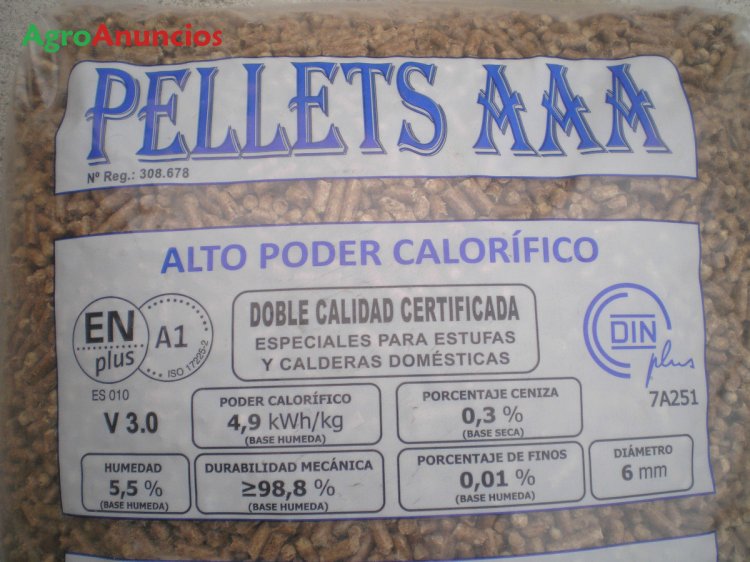 AgroAnuncios
PELLETS AAA
Nº Reg.: 308.678
ALTO PODER CALORÍFICO
EN
plus
A1
ISO 17225-2
ES 010
V 3.0
DOBLE CALIDAD CERTIFICADA
ESPECIALES PARA ESTUFAS
Y CALDERAS DOMÉSTICAS
DIN
plus
7A251
PODER CALORÍFICO
4,9 kWh/kg
(BASE HUMEDA)
PORCENTAJE CENIZA
0,3 %
(BASE SECA)
HUMEDAD
5,5 %
(BASE HUMEDA)
DURABILIDAD MECÁNICA
≥98,8 %
(BASE HUMEDA)
PORCENTAJE DE FINOS
0,01 %
(BASE HUMEDA)
DIÁMETRO
6 mm